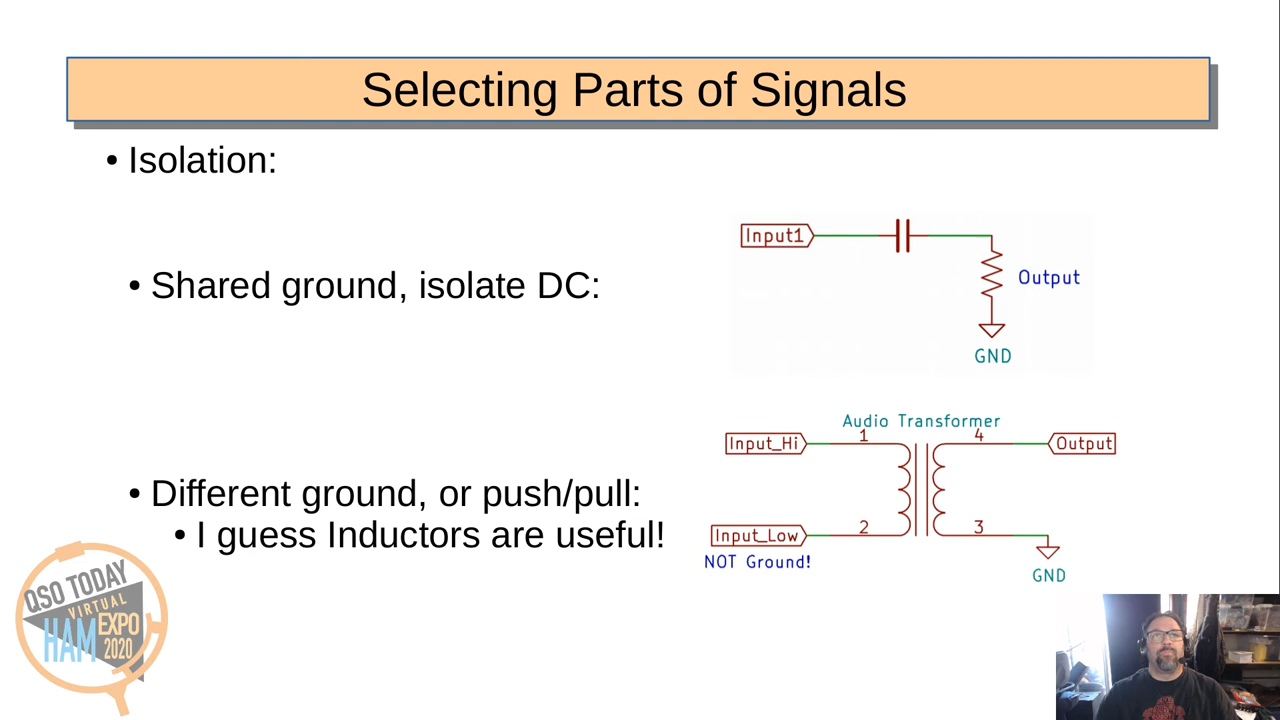 Selecting Parts of Signals
• Isolation:
Input1
• Shared ground, isolate DC:
Output
GND
Audio Transformer
Input_Hi
1
4
Output
• Different ground, or push/pull:
• I guess Inductors are useful!
Input_Low
2
3
NOT Ground!
GND
QSO TODAY
VIRTUAL
HAM EXPO
2020